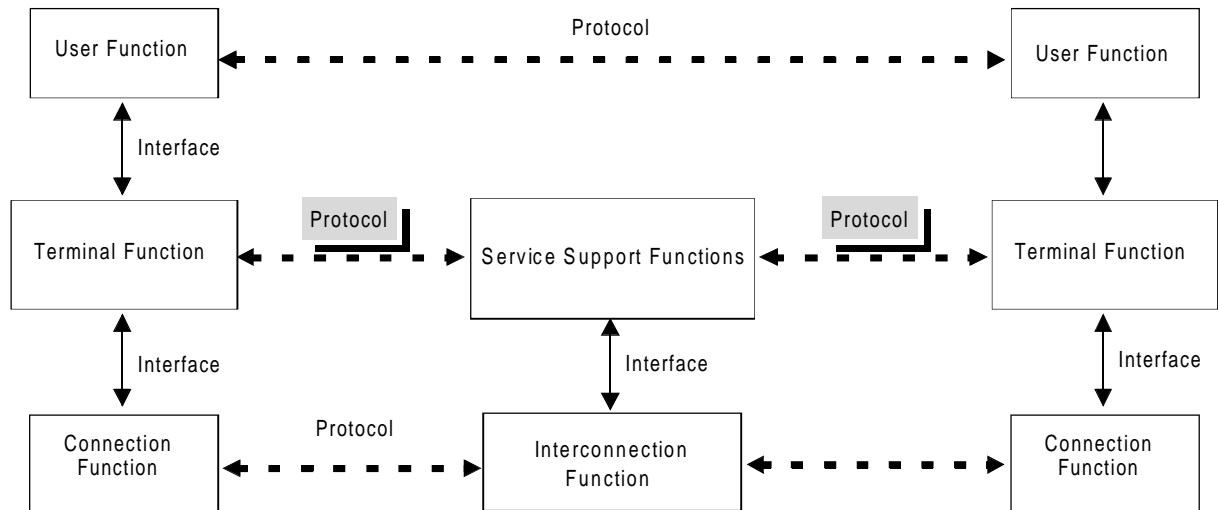 User Function
Protocol
User Function
Interface
Protocol
Protocol
Terminal Function
Service Support Functions
Terminal Function
Interface
Interface
Interface
Connection
Function
Protocol
Interconnection
Function
Connection
Function